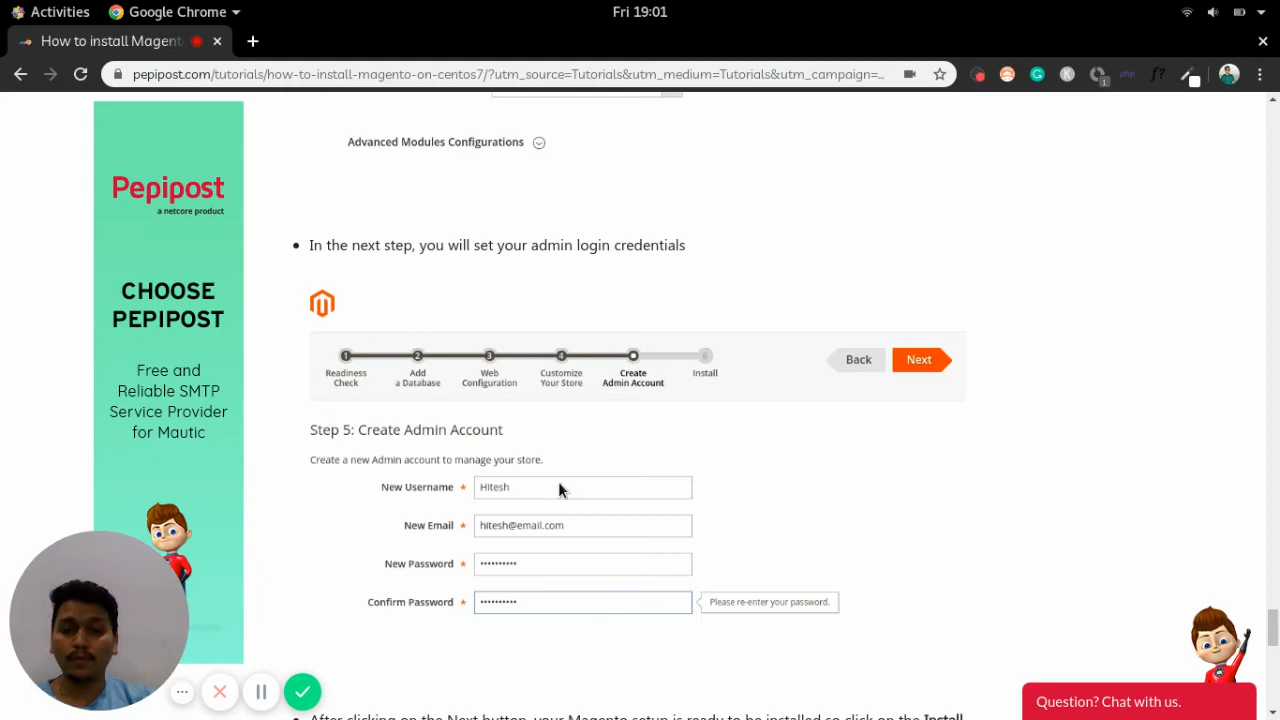 Activities
Google Chrome
Fri 19:01
How to install Magent
pepipost.com/tutorials/how-to-install-magento-on-centos7/?utm_source=Tutorials&utm_medium=Tutorials&utm_campaign=...
php
f?
1
Advanced Modules Configurations
Pepipost
a netcore product
CHOOSE
PEPIPOST
Free and
Reliable SMTP
Service Provider
for Mautic
• In the next step, you will set your admin login credentials
1
2
3
4
6
Readiness
Check
Add
a Database
Web
Configuration
Customize
Your Store
Create
Admin Account
Install
Back
Next
Step 5: Create Admin Account
Create a new Admin account to manage your store.
New Username * Hitesh
New Email * hitesh@email.com
New Password * ••••••••••
Confirm Password * ••••••••••
Please re-enter your password.
• After clicking on the Next button, your Magento setup is ready to be installed so click on the Install
Question? Chat with us.